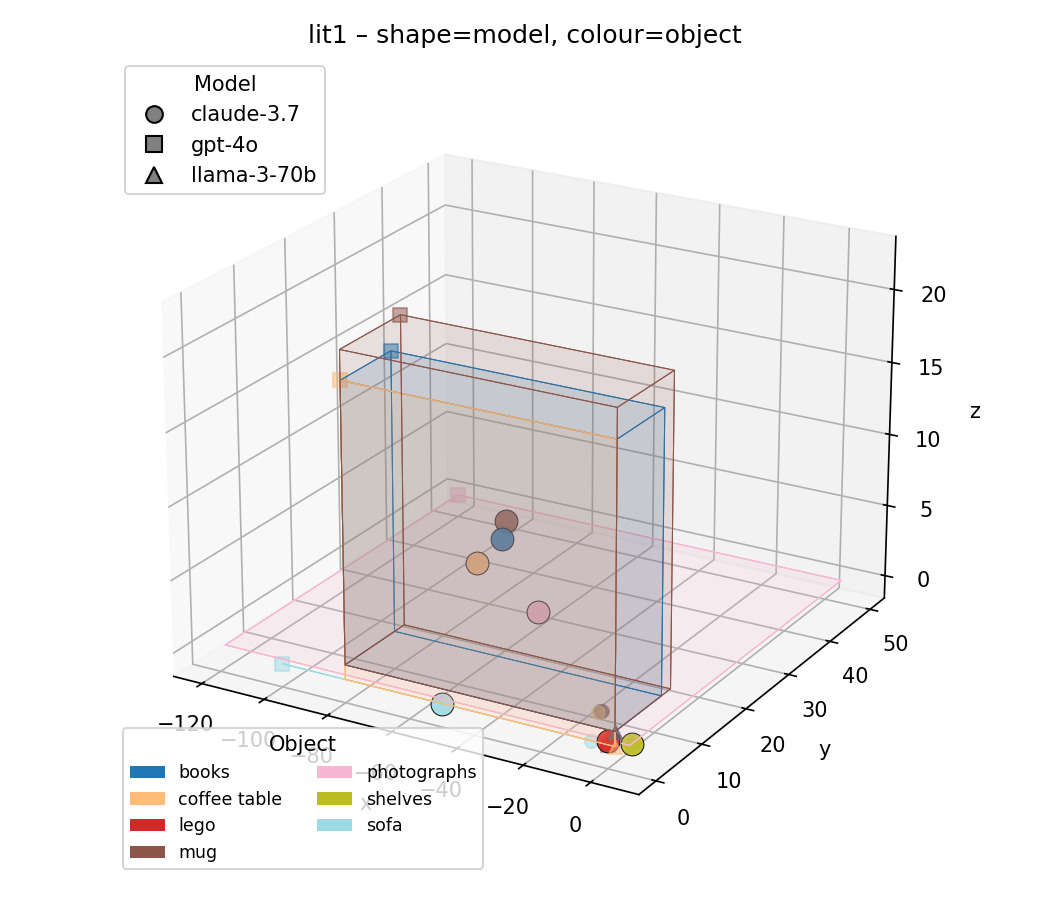 lit1 – shape=model, colour=object
Model
claude-3.7
gpt-4o
llama-3-70b
20
15
z
10
5
0
50
40
30
20
y
10
0
−120
−100
−80
−60
−40
−20
0
x
Object
books
coffee table
lego
mug
photographs
shelves
sofa